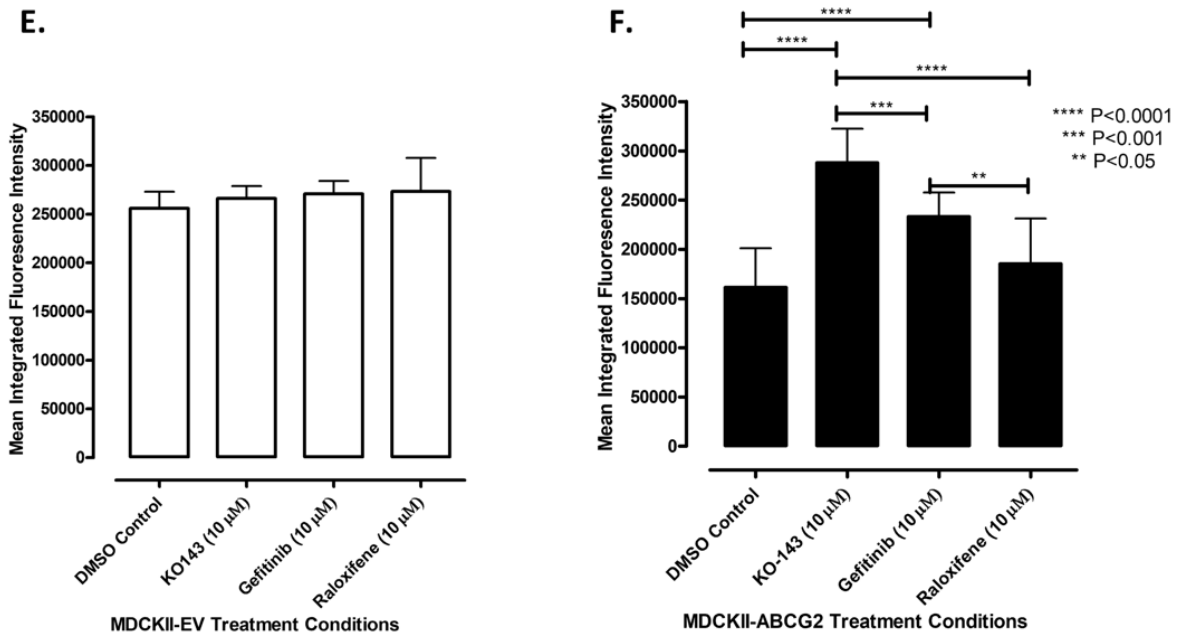 E.
Mean Integrated Fluoresence Intensity
350000
300000
250000
200000
150000
100000
50000
0
DMSO Control
KO143 (10 μM)
Gefitinib (10 μM)
Raloxifene (10 μM)
MDCKII-EV Treatment Conditions
F.
****
****
****
***
**
**** P<0.0001
*** P<0.001
** P<0.05
Mean Integrated Fluoresence Intensity
350000
300000
250000
200000
150000
100000
50000
0
DMSO Control
KO-143 (10 μM)
Gefitinib (10 μM)
Raloxifene (10 μM)
MDCKII-ABCG2 Treatment Conditions